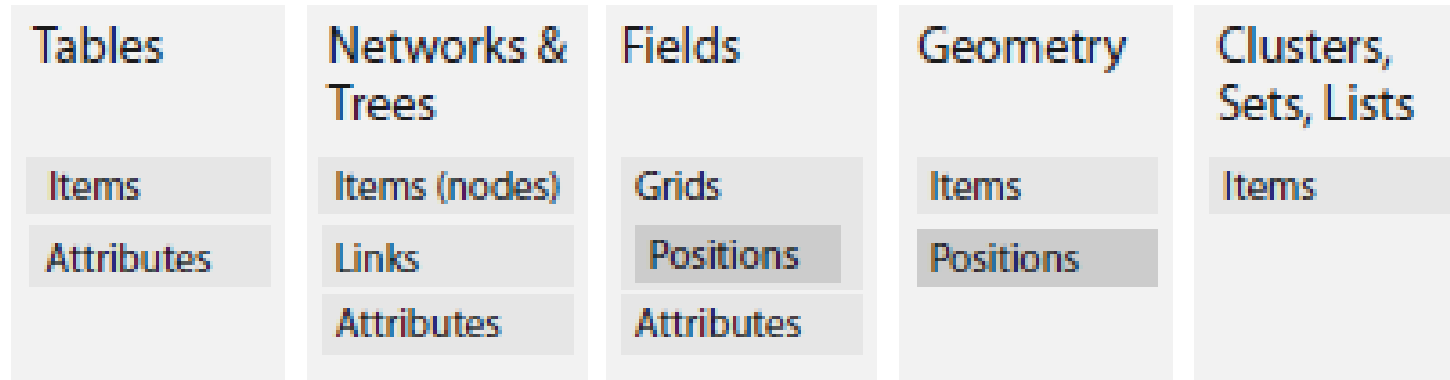 Tables
Items
Attributes
Networks &
Trees
Items (nodes)
Links
Attributes
Fields
Grids
Positions
Attributes
Geometry
Items
Positions
Clusters,
Sets, Lists
Items